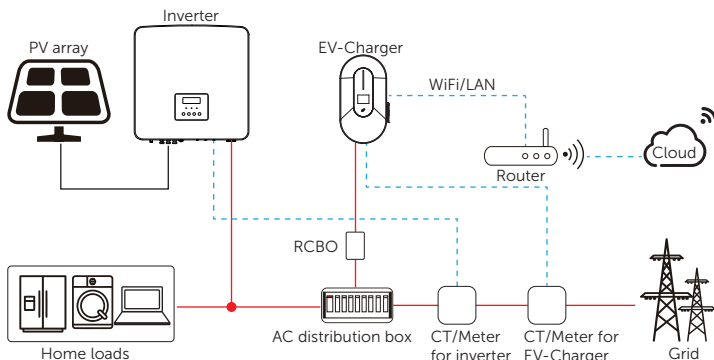 Inverter
PV array
EV-Charger
WiFi/LAN
Cloud
Router
RCBO
Home loads
AC distribution box
CT/Meter
for inverter
CT/Meter for
EV-Charger
Grid